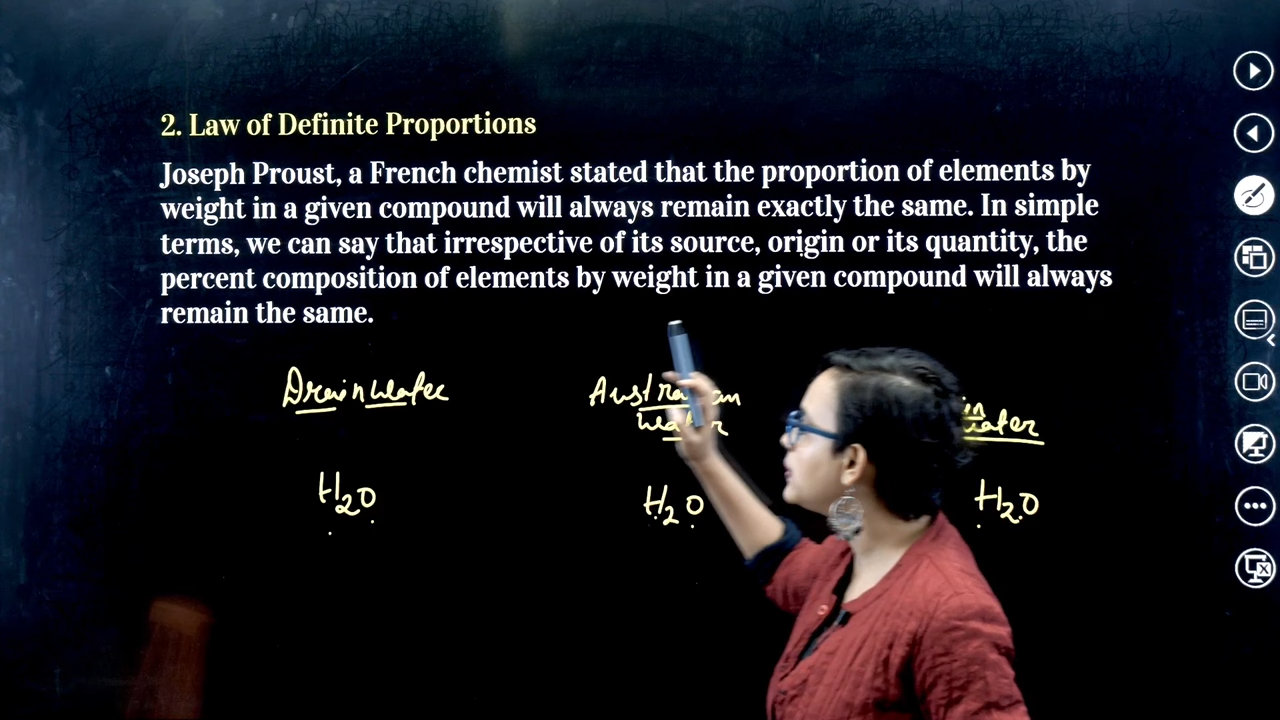 2. Law of Definite Proportions
Joseph Proust, a French chemist stated that the proportion of elements by
weight in a given compound will always remain exactly the same. In simple
terms, we can say that irrespective of its source, origin or its quantity, the
percent composition of elements by weight in a given compound will always
remain the same.
Drain water
Water
H₂O H₂O H₂O